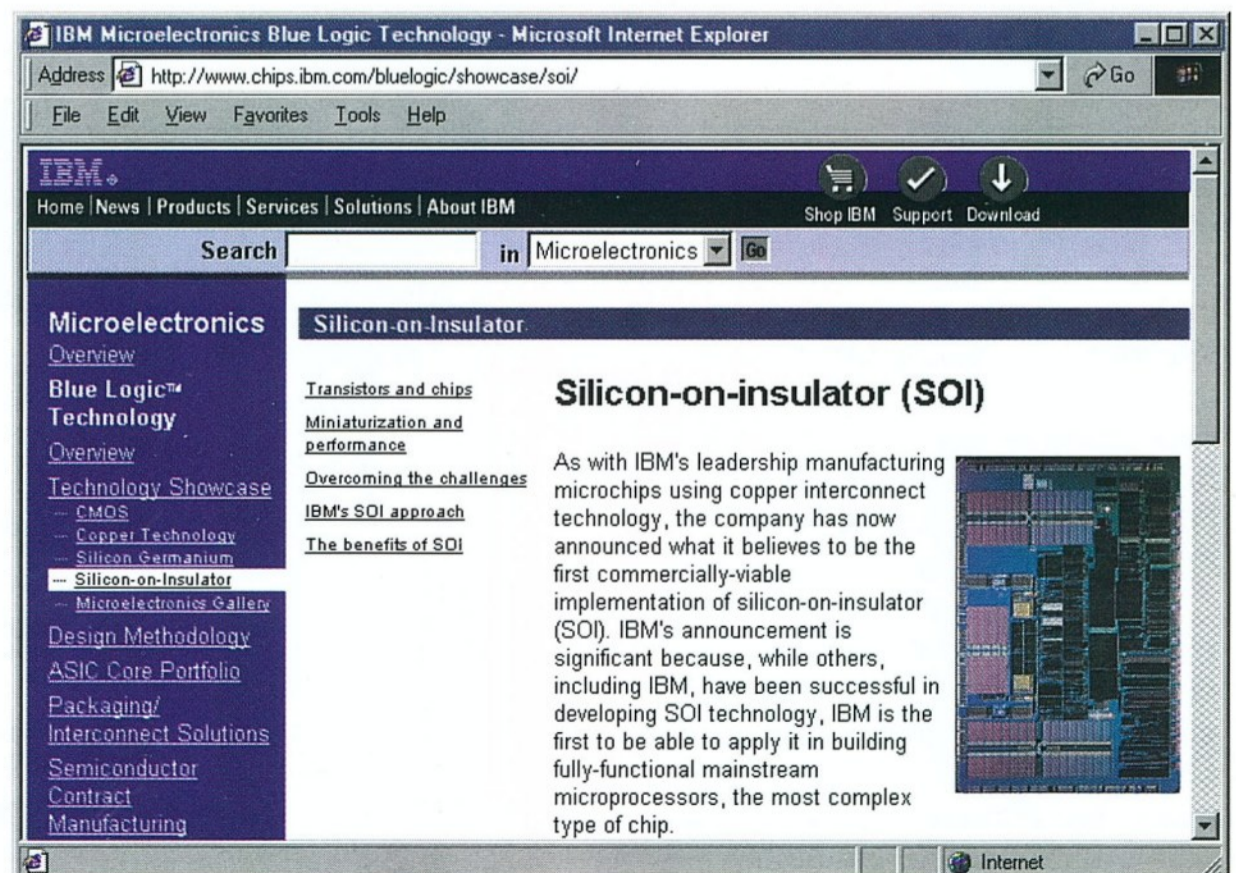 IBM Microelectronics Blue Logic Technology - Microsoft Internet Explorer
Address http://www.chips.ibm.com/bluelogic/showcase/soi/ Go
File Edit View Favorites Tools Help
IBM®
Home | News | Products | Services | Solutions | About IBM
Shop IBM Support Download
Search in Microelectronics Go
Microelectronics
Overview
Blue Logic™
Technology
Overview
Technology Showcase
CMOS
Copper Technology
Silicon Germanium
Silicon-on-Insulator
Microelectronics Gallery
Design Methodology
ASIC Core Portfolio
Packaging/
Interconnect Solutions
Semiconductor
Contract
Manufacturing
Silicon-on-Insulator
Transistors and chips
Miniaturization and
performance
Overcoming the challenges
IBM's SOI approach
The benefits of SOI
Silicon-on-insulator (SOI)
As with IBM's leadership manufacturing
microchips using copper interconnect
technology, the company has now
announced what it believes to be the
first commercially-viable
implementation of silicon-on-insulator
(SOI). IBM's announcement is
significant because, while others,
including IBM, have been successful in
developing SOI technology, IBM is the
first to be able to apply it in building
fully-functional mainstream
microprocessors, the most complex
type of chip.
Internet